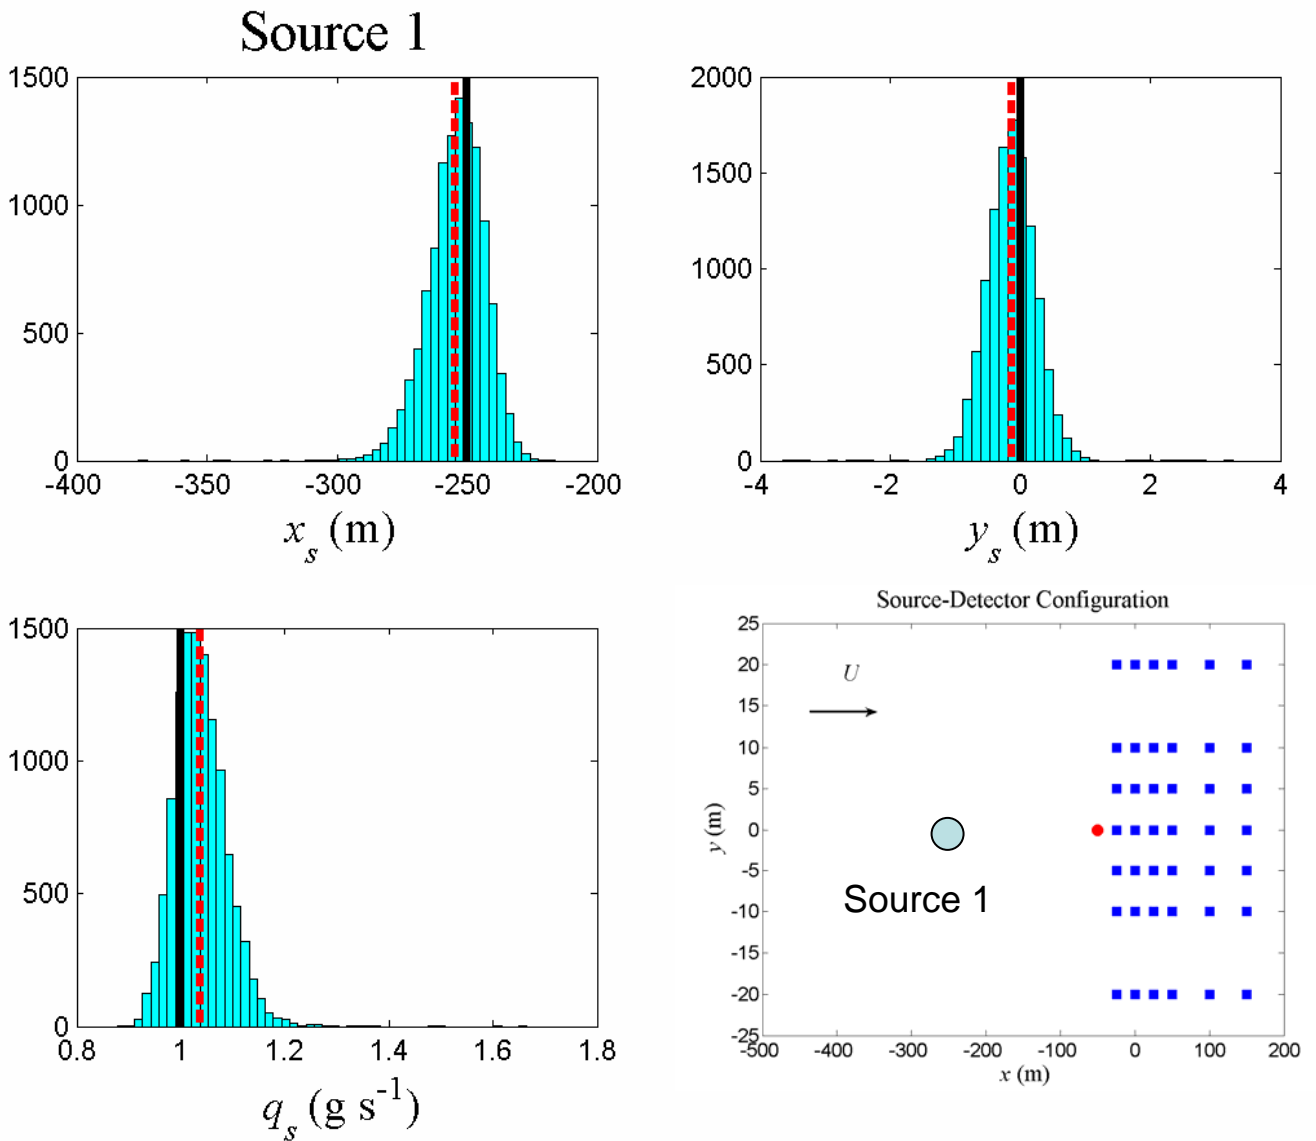 Source 1
1500
1000
500
0
-400 -350 -300 -250 -200
x_s (m)
2000
1500
1000
500
0
-4 -2 0 2 4
y_s (m)
1500
1000
500
0
0.8 1 1.2 1.4 1.6 1.8
q_s (g s^-1)
Source-Detector Configuration
25
20
15
10
5
0
-5
-10
-15
-20
-25
U
Source 1
y (m)
-500 -400 -300 -200 -100 0 100 200
x (m)